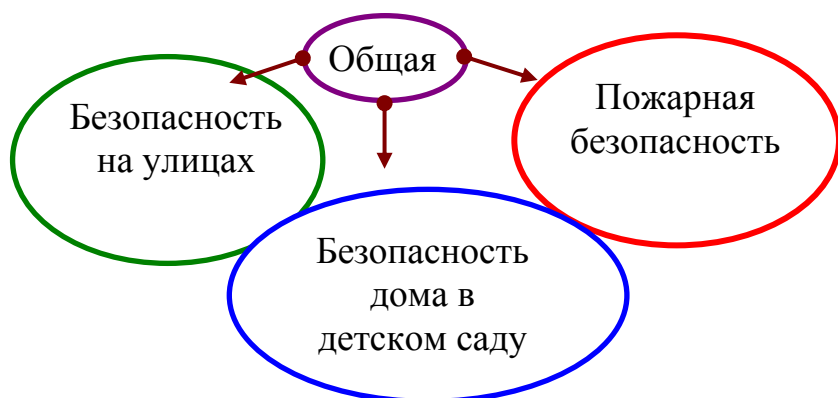 Общая
Безопасность
на улицах
Пожарная
безопасность
Безопасность
дома в
детском саду